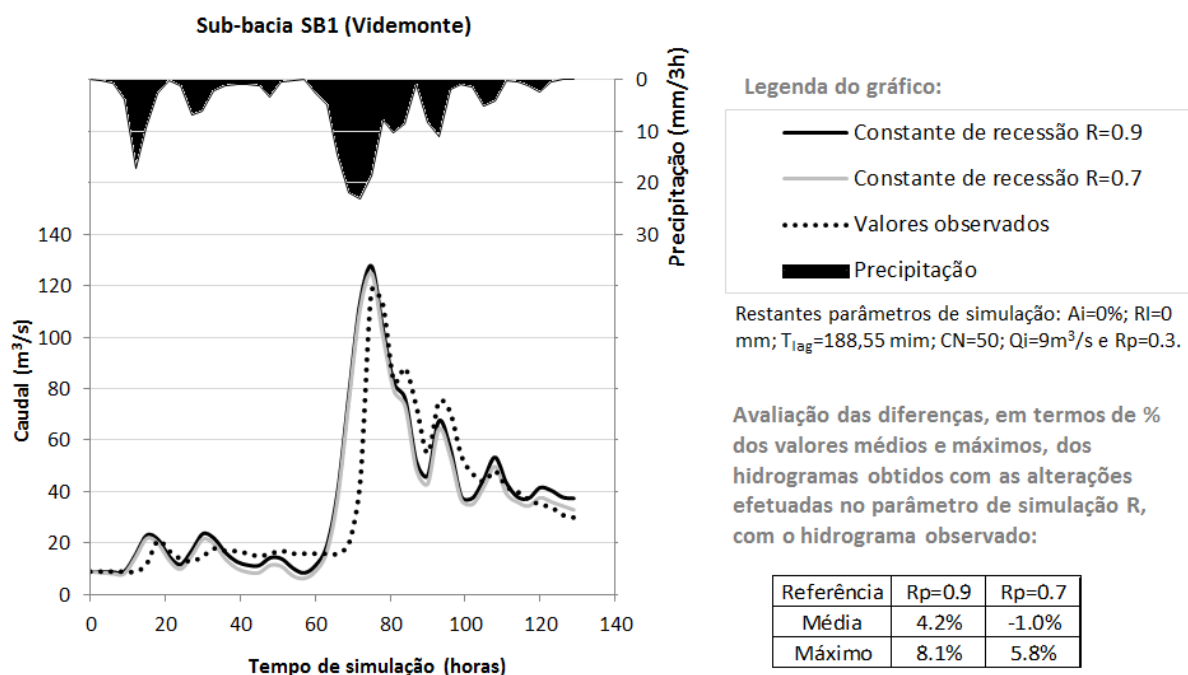 Sub-bacia SB1 (Videmonte)
0
10
20
30
Precipitação (mm/3h)
140
120
100
80
60
40
20
0
Caudal (m³/s)
0 20 40 60 80 100 120 140
Tempo de simulação (horas)
Legenda do gráfico:
Constante de recessão R=0.9
Constante de recessão R=0.7
Valores observados
Precipitação
Restantes parâmetros de simulação: Ai=0%; RI=0
mm; Tlag=188,55 mim; CN=50; Qi=9m³/s e Rp=0.3.
Avaliação das diferenças, em termos de %
dos valores médios e máximos, dos
hidrogramas obtidos com as alterações
efetuadas no parâmetro de simulação R,
com o hidrograma observado:
Referência Rp=0.9 Rp=0.7
Média 4.2% -1.0%
Máximo 8.1% 5.8%